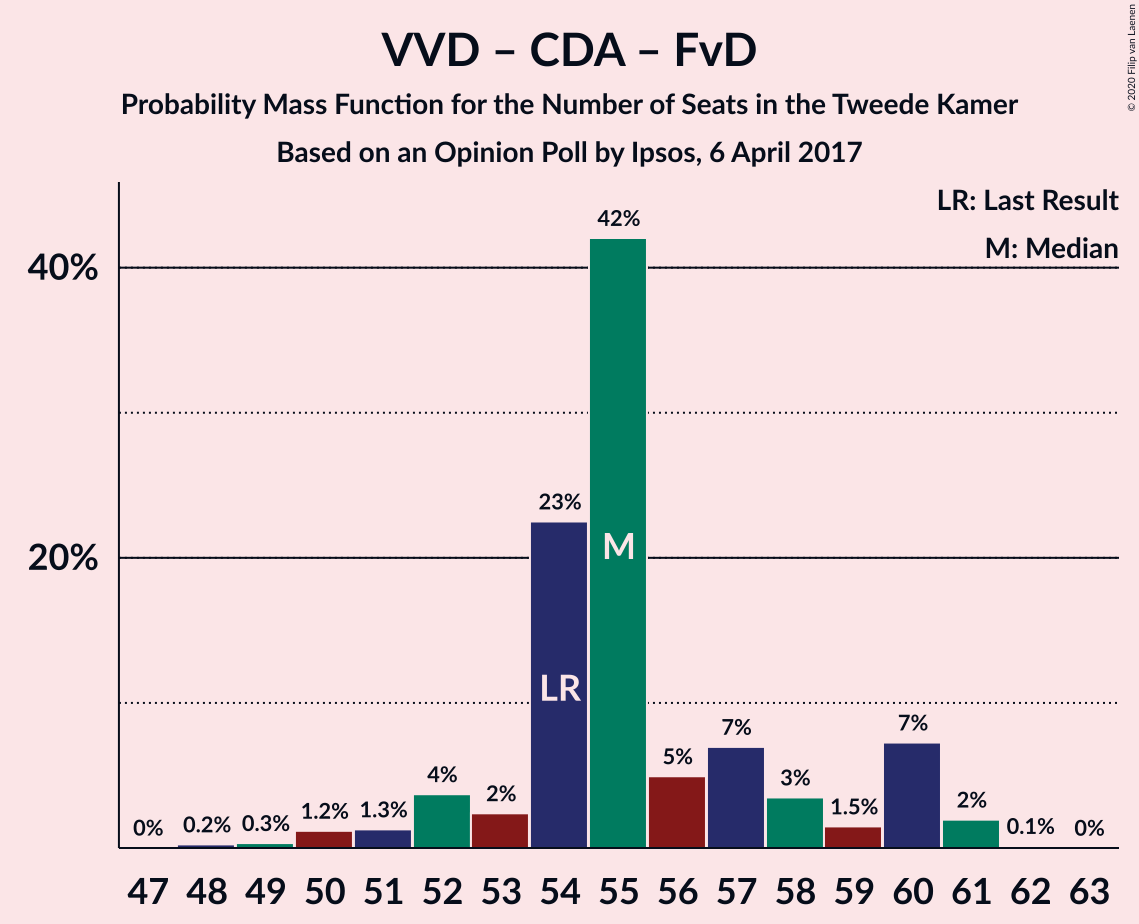 VVD – CDA – FvD
Probability Mass Function for the Number of Seats in the Tweede Kamer
Based on an Opinion Poll by Ipsos, 6 April 2017
© 2020 Filip van Laenen
LR: Last Result
M: Median
40%
20%
0%
0.2%
0.3%
1.2%
1.3%
4%
2%
23%
42%
5%
7%
3%
1.5%
7%
2%
0.1%
0%
LR
M
47 48 49 50 51 52 53 54 55 56 57 58 59 60 61 62 63